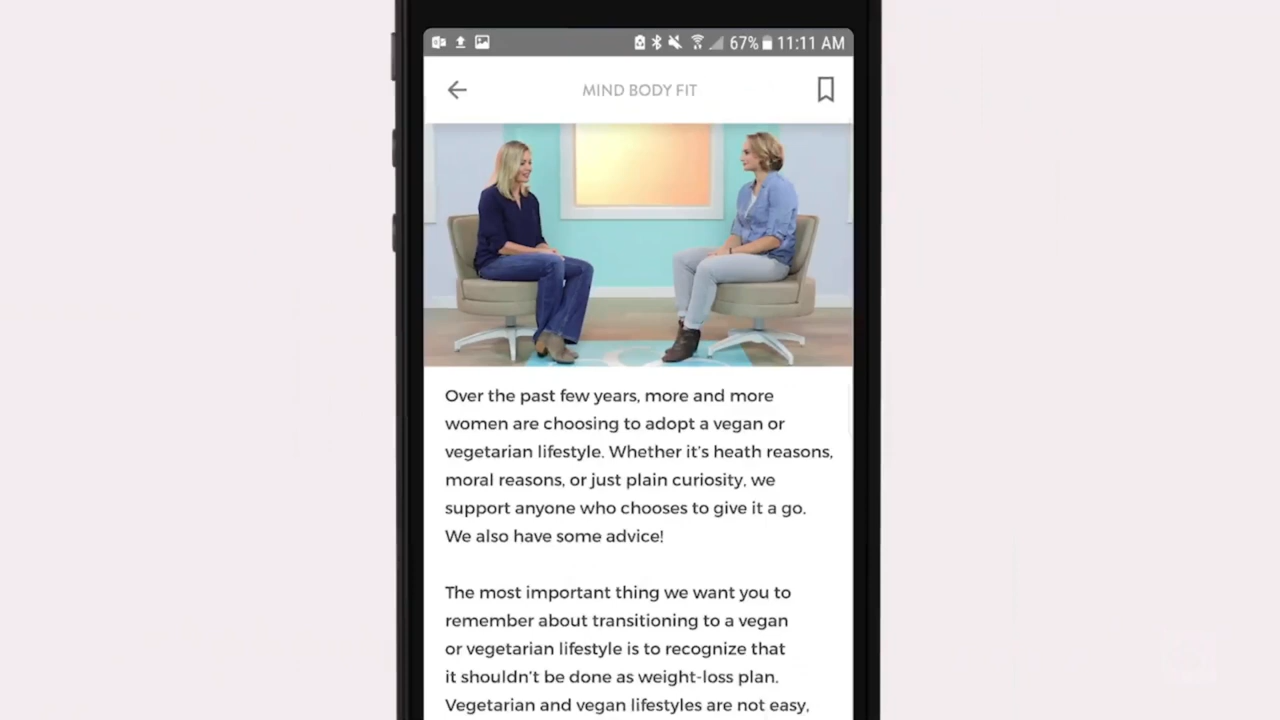 67% 11:11 AM
MIND BODY FIT
Over the past few years, more and more
women are choosing to adopt a vegan or
vegetarian lifestyle. Whether it's heath reasons,
moral reasons, or just plain curiosity, we
support anyone who chooses to give it a go.
We also have some advice!
The most important thing we want you to
remember about transitioning to a vegan
or vegetarian lifestyle is to recognize that
it shouldn't be done as weight-loss plan.
Vegetarian and vegan lifestyles are not easy,